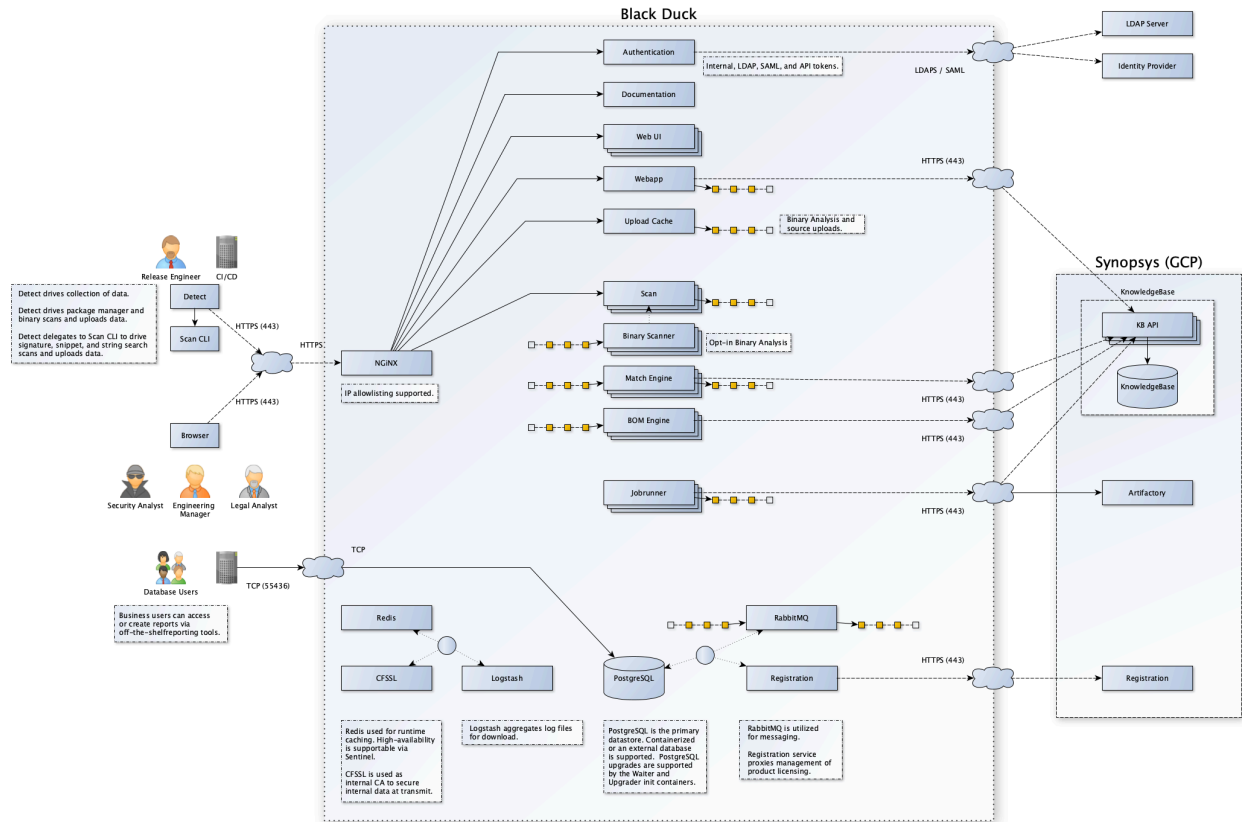 Black Duck
LDAP Server
Authentication
Internal, LDAP, SAML, and API tokens.
LDAPS / SAML
Identity Provider
Documentation
Web UI
HTTPS (443)
Webapp
Upload Cache
Binary Analysis and
source uploads.
Release Engineer
CI/CD
Synopsys (GCP)
Detect drives collection of data.
Detect drives package manager and
binary scans and uploads data.
Detect delegates to Scan CLI to drive
signature, snippet, and string search
scans and uploads data.
Detect
Scan CLI
HTTPS (443)
HTTPS
Scan
Binary Scanner
Opt-in Binary Analysis
KnowledgeBase
KB API
KnowledgeBase
NGiNX
IP allowlisting supported.
Match Engine
HTTPS (443)
HTTPS (443)
BOM Engine
HTTPS (443)
Browser
Security Analyst
Engineering
Manager
Legal Analyst
Jobrunner
HTTPS (443)
Artifactory
TCP
Database Users
TCP (55436)
Business users can access
or create reports via
off-the-shelfreporting tools.
Redis
RabbitMQ
CFSSL
Logstash
PostgreSQL
Registration
HTTPS (443)
Registration
Redis used for runtime
caching. High-availability
is supportable via
Sentinel.
CFSSL is used as
internal CA to secure
internal data at transmit.
Logstash aggregates log files
for download.
PostgreSQL is the primary
datastore. Containerized
or an external database
is supported. PostgreSQL
upgrades are supported
by the Waiter and
Upgrader init containers.
RabbitMQ is utilized
for messaging.
Registration service
proxies management of
product licensing.